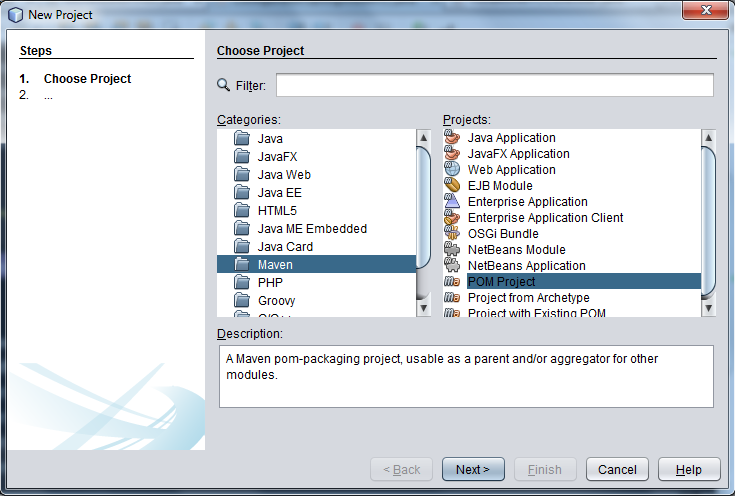 New Project
Steps
1. Choose Project
2. ...
Choose Project
Filter:
Categories:
Java
JavaFX
Java Web
Java EE
HTML5
Java ME Embedded
Java Card
Maven
PHP
Groovy
Projects:
Java Application
JavaFX Application
Web Application
EJB Module
Enterprise Application
Enterprise Application Client
OSGi Bundle
NetBeans Module
NetBeans Application
POM Project
Project from Archetype
Project with Existing POM
Description:
A Maven pom-packaging project, usable as a parent and/or aggregator for other
modules.
< Back
Next >
Finish
Cancel
Help